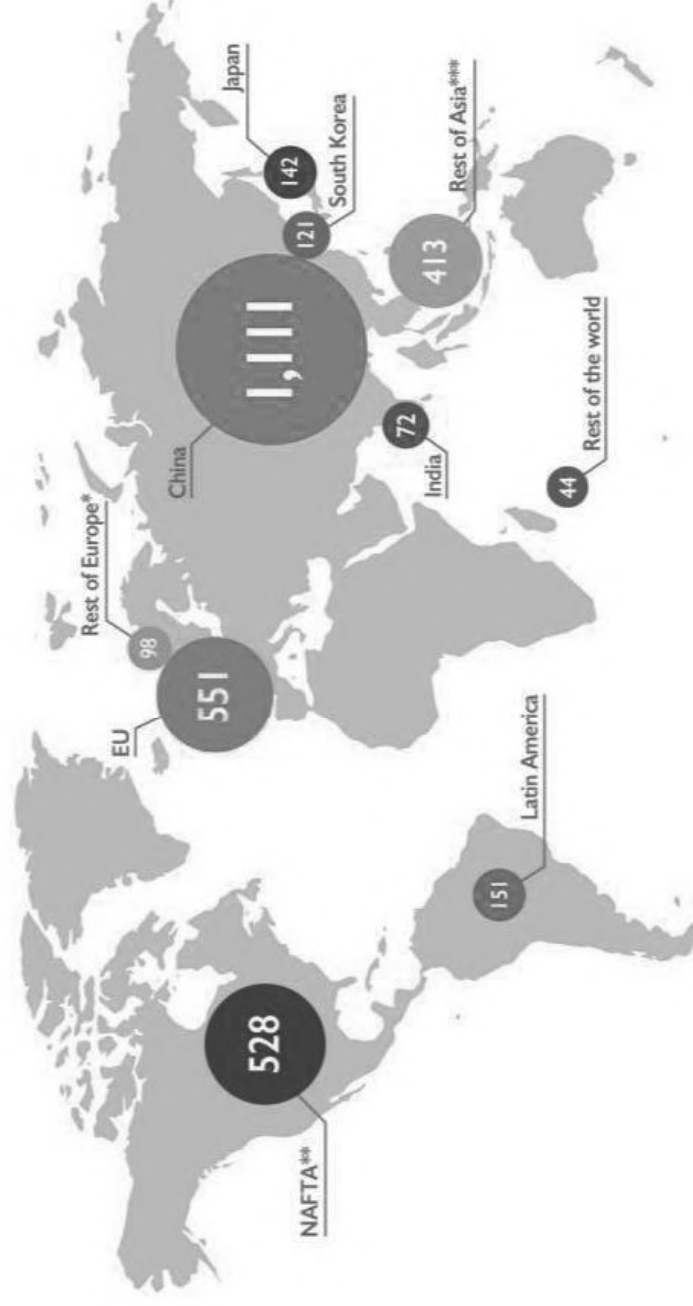 Rest of Europe*
98
EU
551
China
1,111
Japan
142
121
South Korea
Rest of Asia***
413
72
India
44
Rest of the world
528
NAFTA**
Latin America
151